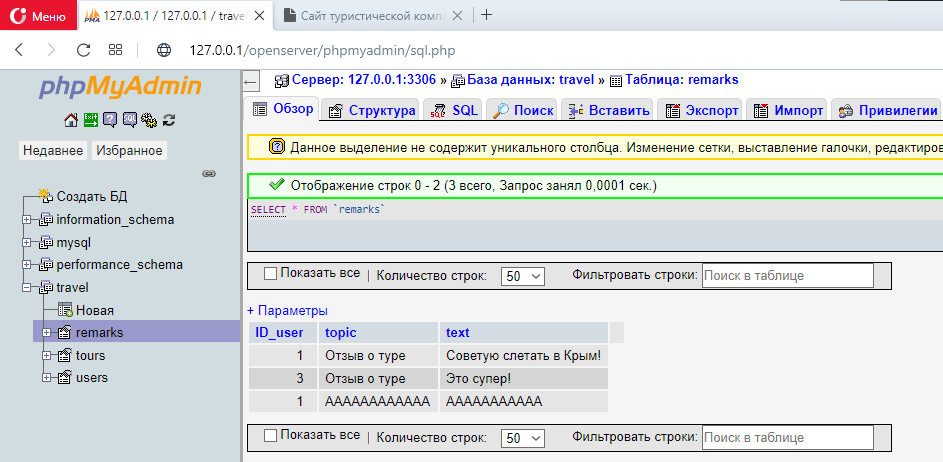 Меню
127.0.0.1 / 127.0.0.1 / trave
Сайт туристической комп
127.0.0.1/openserver/phpmyadmin/sql.php
phpMyAdmin
Недавнее Избранное
Создать БД
information_schema
mysql
performance_schema
travel
Новая
remarks
tours
users
Сервер: 127.0.0.1:3306 » База данных: travel » Таблица: remarks
Обзор Структура SQL Поиск Вставить Экспорт Импорт Привилегии
Данное выделение не содержит уникального столбца. Изменение сетки, выставление галочки, редактиров
Отображение строк 0 - 2 (3 всего, Запрос занял 0,0001 сек.)
SELECT * FROM `remarks`
Показать все | Количество строк: 50 Фильтровать строки: Поиск в таблице
+ Параметры
ID_user topic text
1 Отзыв о туре Советую слетать в Крым!
3 Отзыв о туре Это супер!
1 АААААААААААА ААААААААААА
Показать все | Количество строк: 50 Фильтровать строки: Поиск в таблице